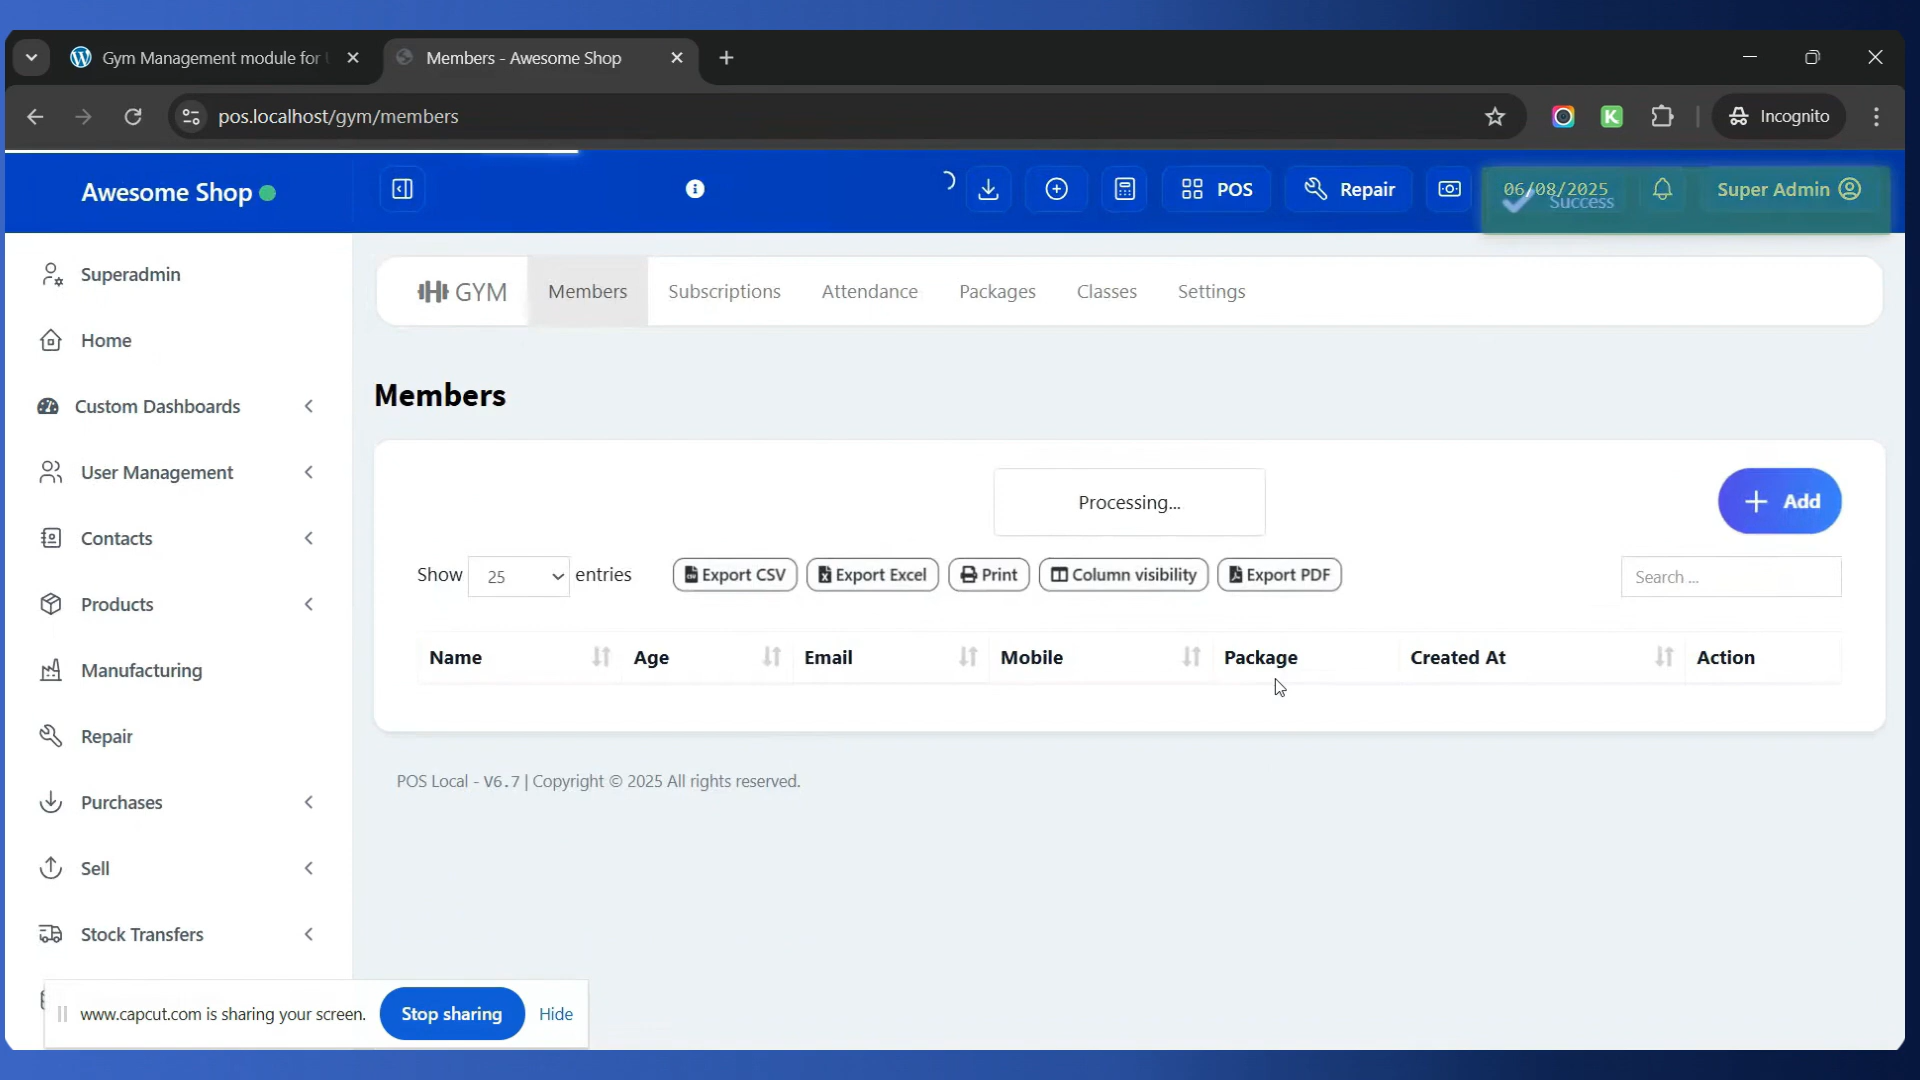 Gym Management module for
Members - Awesome Shop
pos.localhost/gym/members
Incognito
Awesome Shop
POS
Repair
06/08/2025
Success
Super Admin
Superadmin
Home
Custom Dashboards
User Management
Contacts
Products
Manufacturing
Repair
Purchases
Sell
Stock Transfers
GYM
Members
Subscriptions
Attendance
Packages
Classes
Settings
Members
Processing...
Add
Show 25 entries
Export CSV
Export Excel
Print
Column visibility
Export PDF
Search ...
Name
Age
Email
Mobile
Package
Created At
Action
POS Local - V6.7 | Copyright © 2025 All rights reserved.
www.capcut.com is sharing your screen.
Stop sharing
Hide